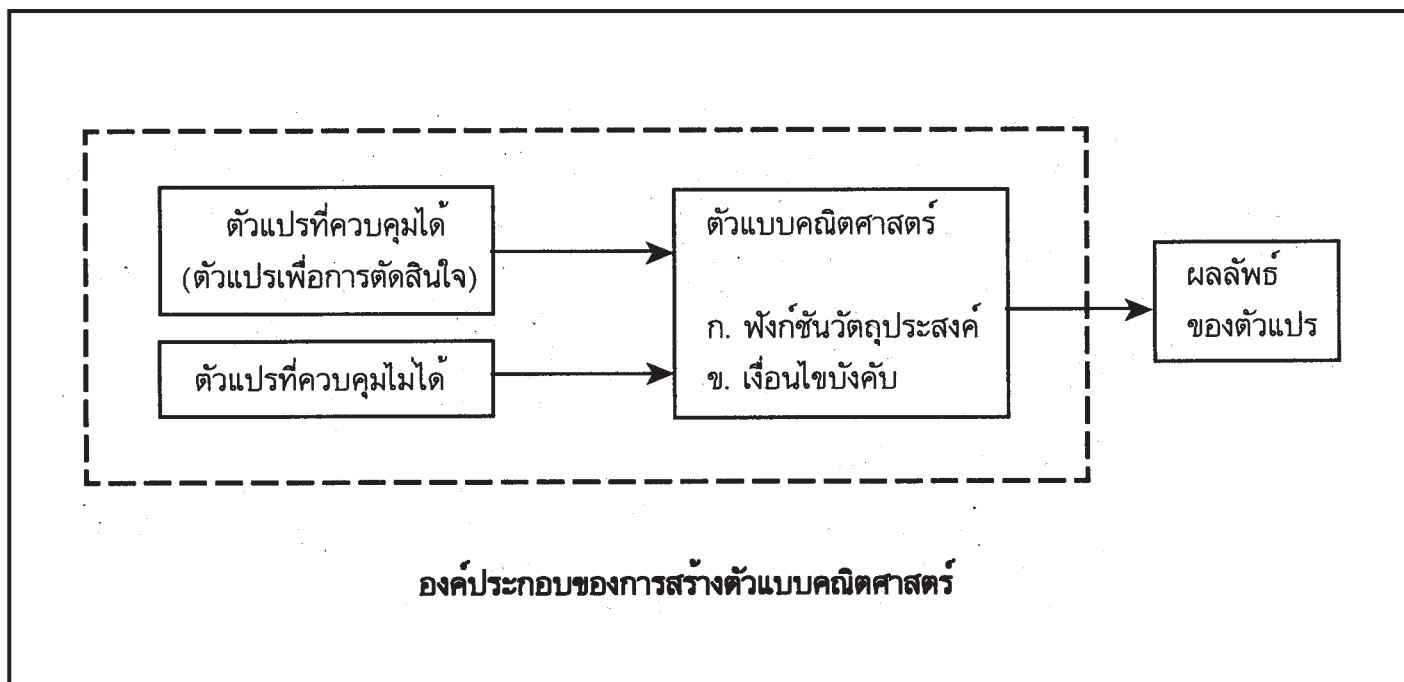 ตัวแปรที่ควบคุมได้
(ตัวแปรเพื่อการตัดสินใจ)
ตัวแปรที่ควบคุมไม่ได้
ตัวแบบคณิตศาสตร์
ก. ฟังก์ชันวัตถุประสงค์
ข. เงื่อนไขบังคับ
ผลลัพธ์
ของตัวแปร
องค์ประกอบของการสร้างตัวแบบคณิตศาสตร์